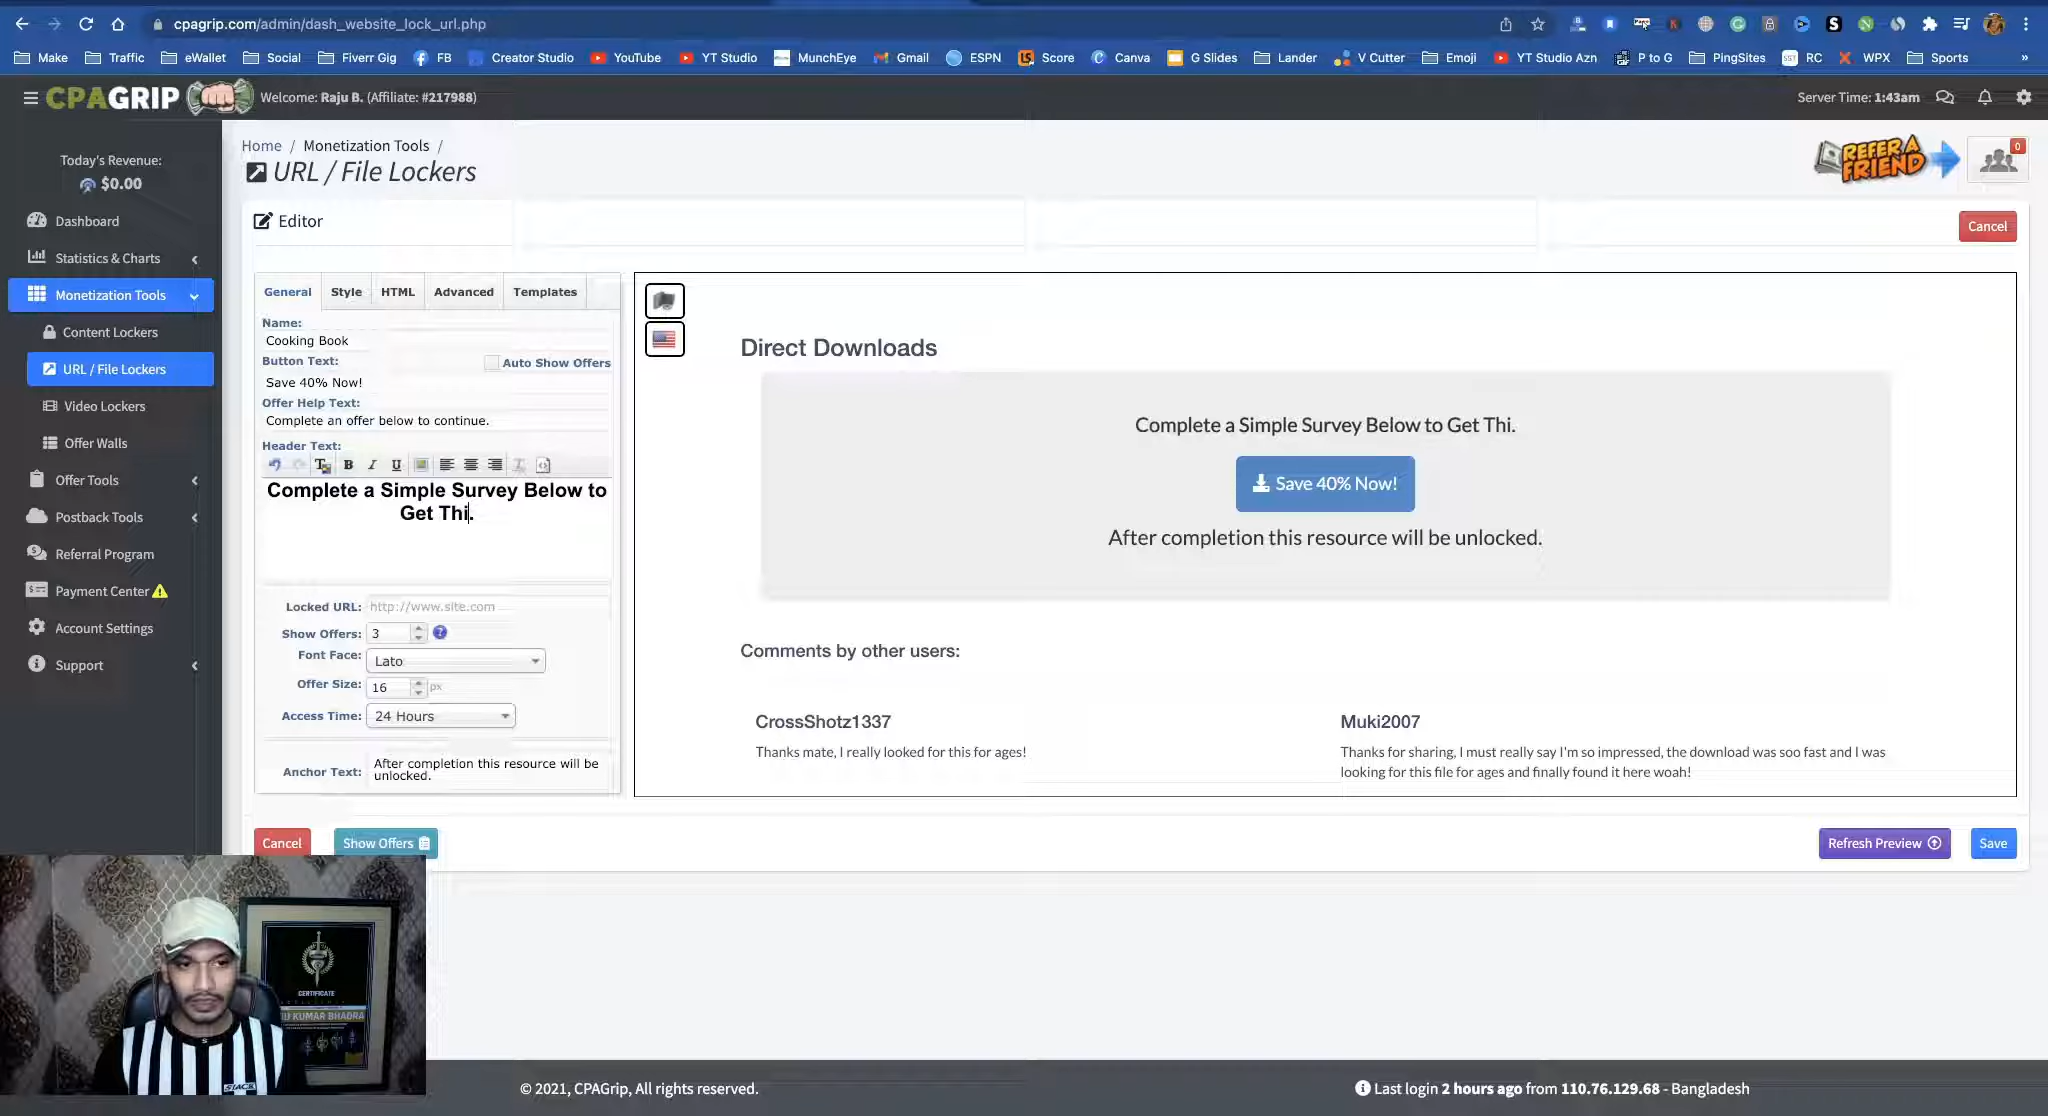 cpagrip.com/admin/dash_website_lock_url.php
Make Traffic eWallet Social Fiverr Gig FB Creator Studio YouTube YT Studio MunchEye Gmail ESPN Score Canva G Slides Lander V Cutter Emoji YT Studio Azn P to G PingSites RC WPX Sports »
CPAGRIP Welcome: Raju B. (Affiliate: #217988) Server Time: 1:43am
Today's Revenue:
$0.00
Dashboard
Statistics & Charts
Monetization Tools
Content Lockers
URL / File Lockers
Video Lockers
Offer Walls
Offer Tools
Postback Tools
Referral Program
Payment Center
Account Settings
Support
Home / Monetization Tools /
URL / File Lockers
REFER A
FRIEND
0
Editor
Cancel
General Style HTML Advanced Templates
Name:
Cooking Book
Button Text:
Auto Show Offers
Save 40% Now!
Offer Help Text:
Complete an offer below to continue.
Header Text:
B I U
Complete a Simple Survey Below to
Get Thi.
Locked URL: http://www.site.com
Show Offers: 3
Font Face: Lato
Offer Size: 16 px
Access Time: 24 Hours
Anchor Text: After completion this resource will be
unlocked.
Direct Downloads
Complete a Simple Survey Below to Get Thi.
Save 40% Now!
After completion this resource will be unlocked.
Comments by other users:
CrossShotz1337
Thanks mate, I really looked for this for ages!
Muki2007
Thanks for sharing, I must really say I'm so impressed, the download was soo fast and I was
looking for this file for ages and finally found it here woah!
Cancel Show Offers Refresh Preview Save
CERTIFICATE
KUMAR BHADRA
© 2021, CPAGrip, All rights reserved.
Last login 2 hours ago from 110.76.129.68 - Bangladesh